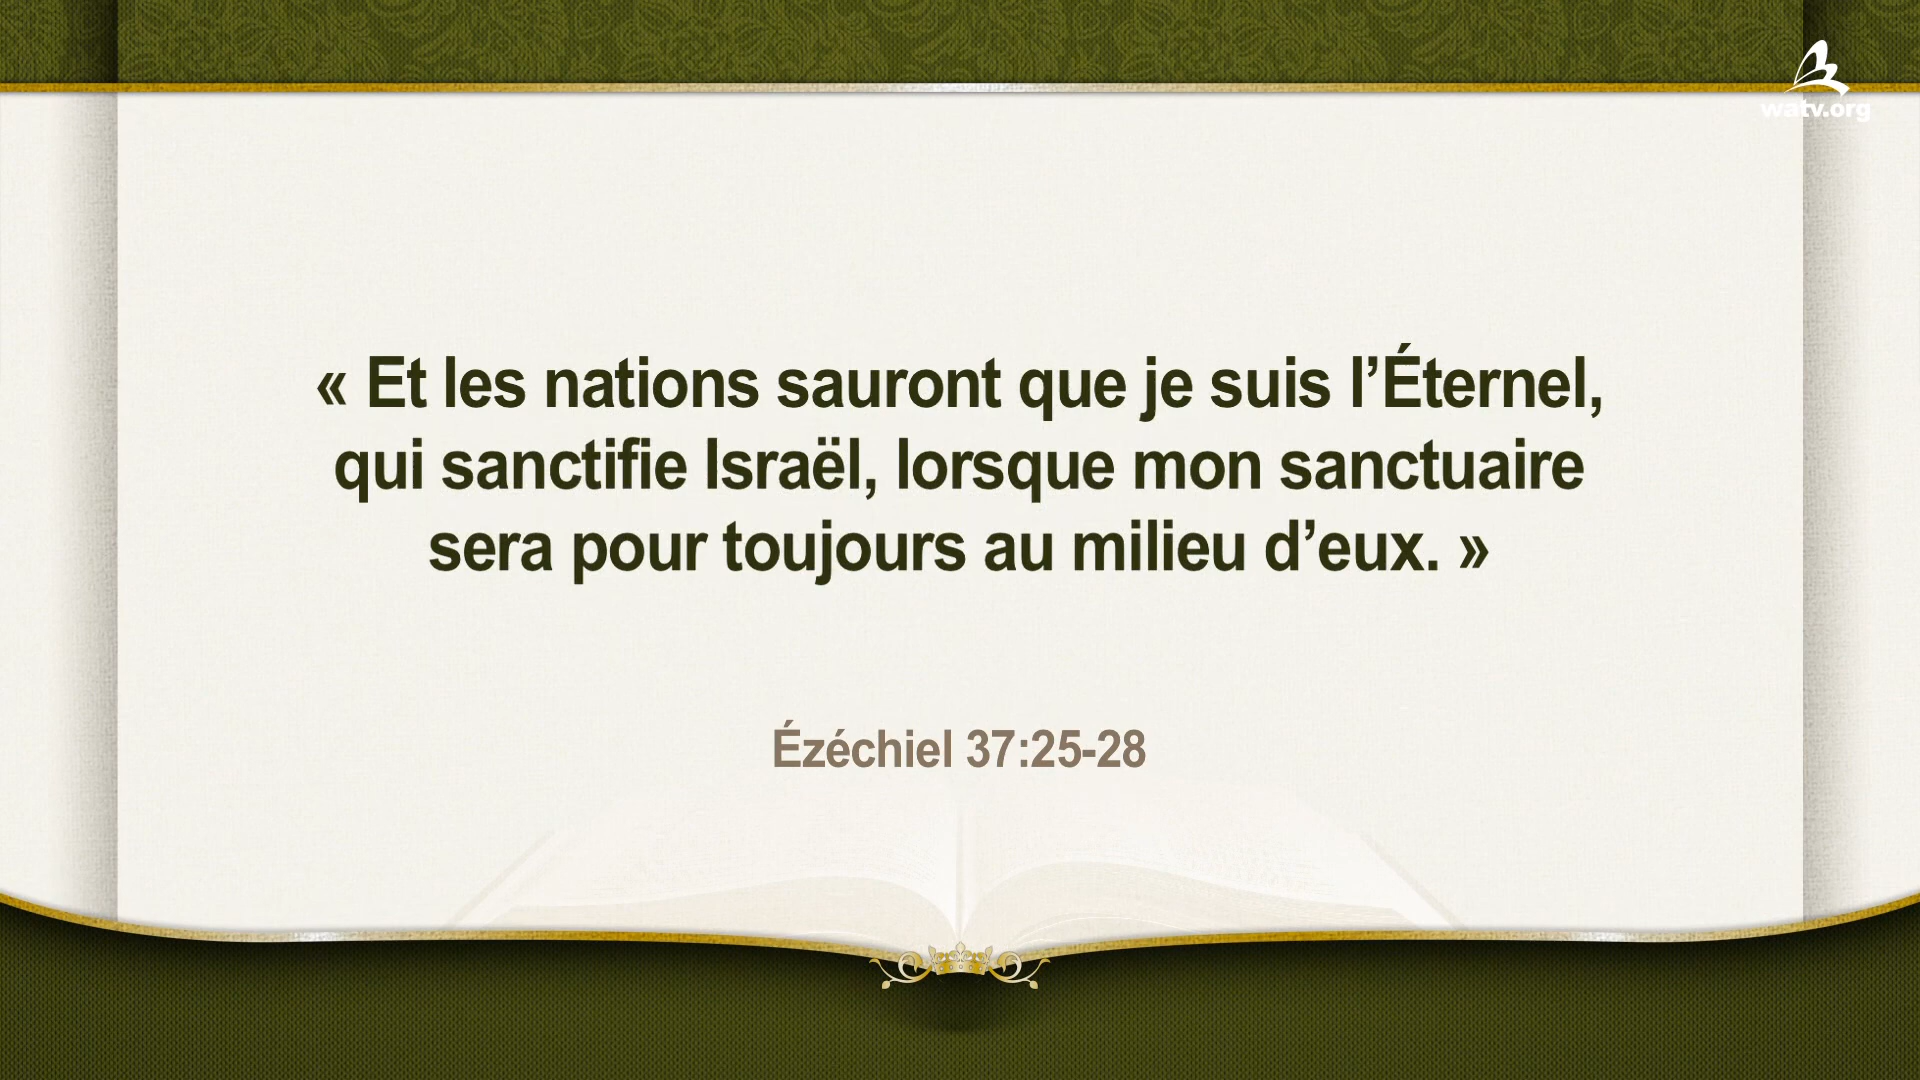 watv.org
« Et les nations sauront que je suis l’Éternel,
qui sanctifie Israël, lorsque mon sanctuaire
sera pour toujours au milieu d’eux. »
Ézéchiel 37:25-28